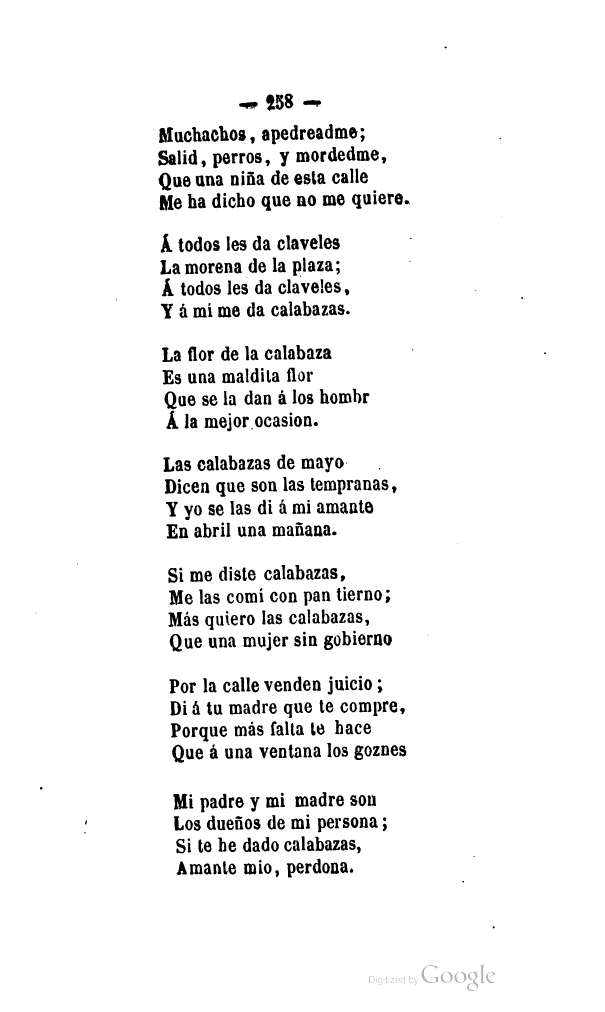 — 258 —
Muchachos, apedreadme;
Salid, perros, y mordedme,
Que una niña de esta calle
Me ha dicho que no me quiere.
Á todos les da claveles
La morena de la plaza;
Á todos les da claveles,
Y á mí me da calabazas.
La flor de la calabaza
Es una maldita flor
Que se la dan á los hombr
Á la mejor ocasion.
Las calabazas de mayo
Dicen que son las tempranas,
Y yo se las dí á mi amante
En abril una mañana.
Si me diste calabazas,
Me las comí con pan tierno;
Más quiero las calabazas,
Que una mujer sin gobierno
Por la calle venden juicio;
Di á tu madre que te compre,
Porque más falta te hace
Que á una ventana los goznes
Mi padre y mi madre son
Los dueños de mi persona;
Si te he dado calabazas,
Amante mio, perdona.
Digitized by Google